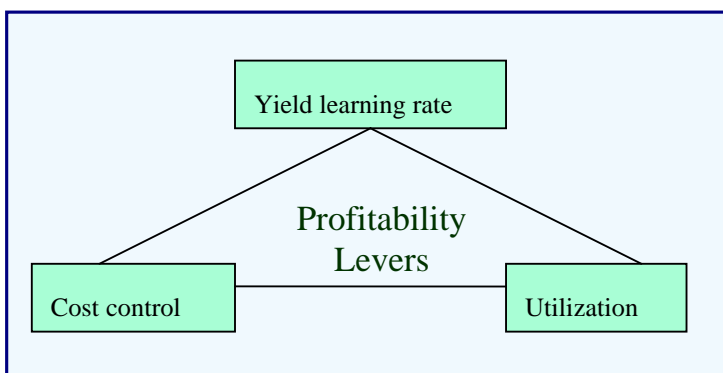 Yield learning rate
Profitability
Levers
Cost control
Utilization